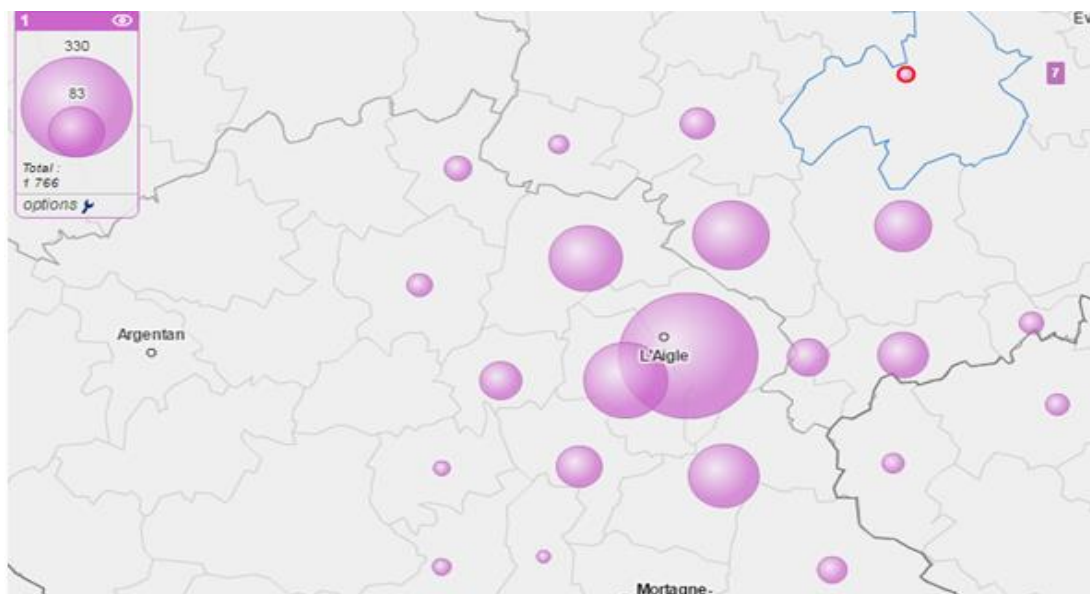 1
330
83
Total :
1 766
options
Ev
7
Argentan
L'Aigle
Mortagne-